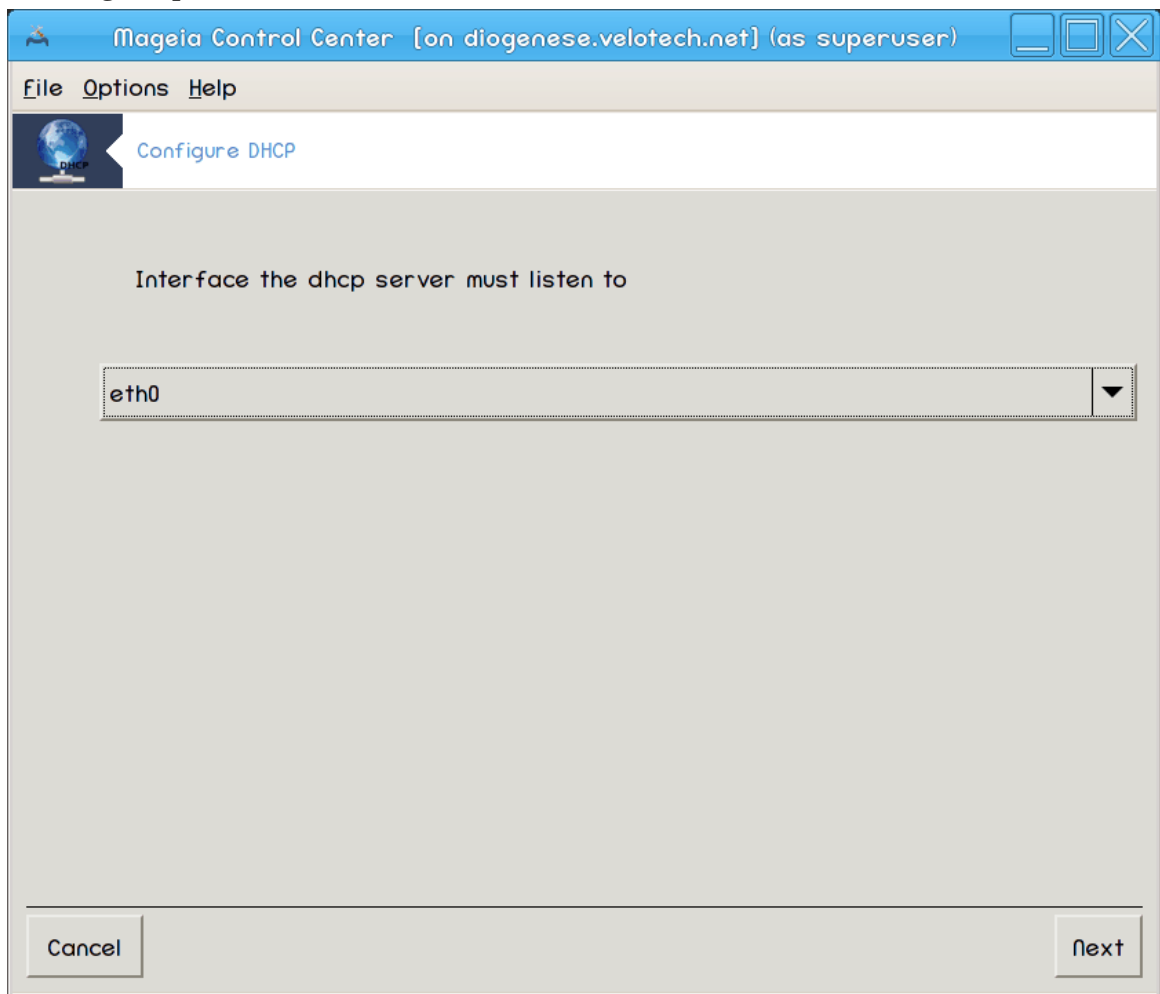 Mageia Control Center [on diogenese.velotech.net] (as superuser)
File Options Help
DHCP
Configure DHCP
Interface the dhcp server must listen to
eth0
Cancel
Next